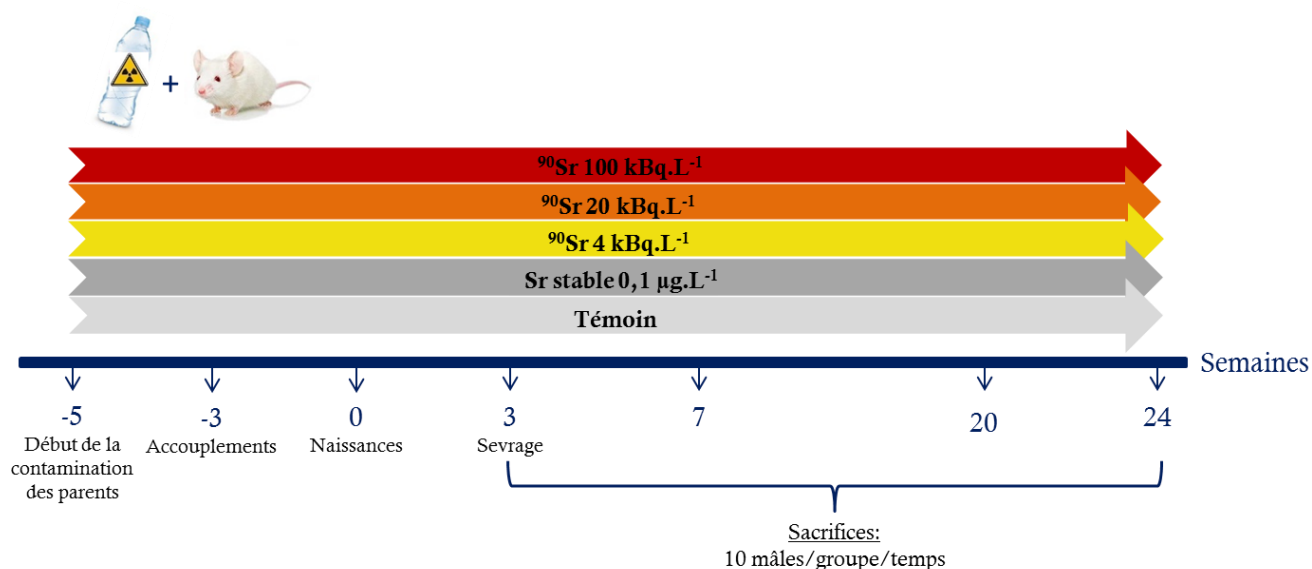 +
⁹⁰Sr 100 kBq.L⁻¹
⁹⁰Sr 20 kBq.L⁻¹
⁹⁰Sr 4 kBq.L⁻¹
Sr stable 0,1 µg.L⁻¹
Témoin
Semaines
-5 -3 0 3 7 20 24
Début de la
contamination
des parents
Accouplements
Naissances
Sevrage
Sacrifices:
10 mâles/groupe/temps